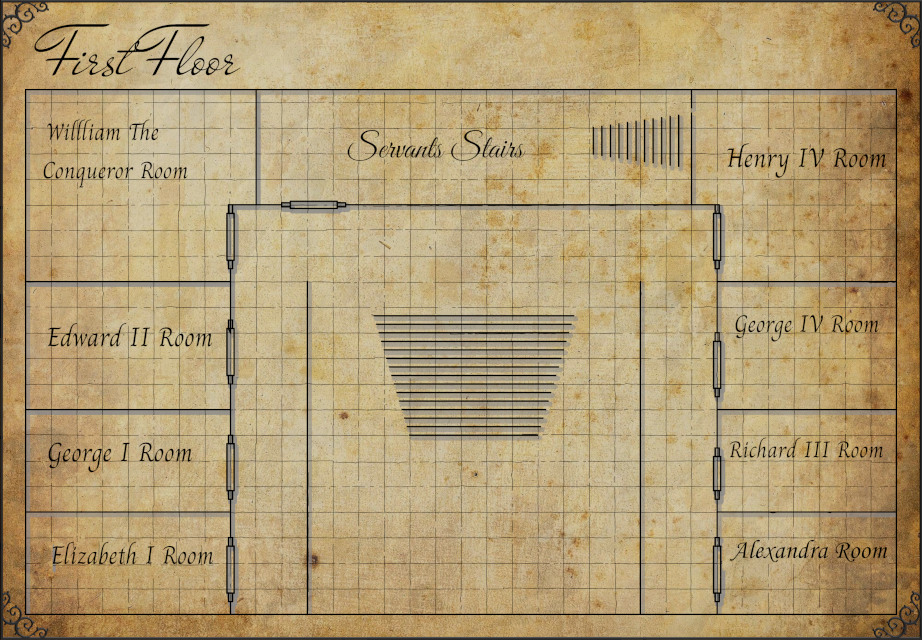 First Floor
Willliam The
Conqueror Room
Servants Stairs
Henry IV Room
Edward II Room
George IV Room
George I Room
Richard III Room
Elizabeth I Room
Alexandra Room